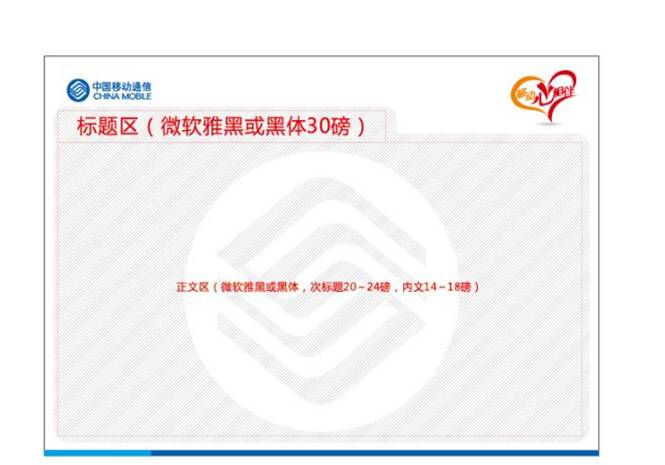 中国移动通信
CHINA MOBILE
移动心相伴
标题区（微软雅黑或黑体30磅）
正文区（微软雅黑或黑体，次标题20～24磅，内文14～18磅）